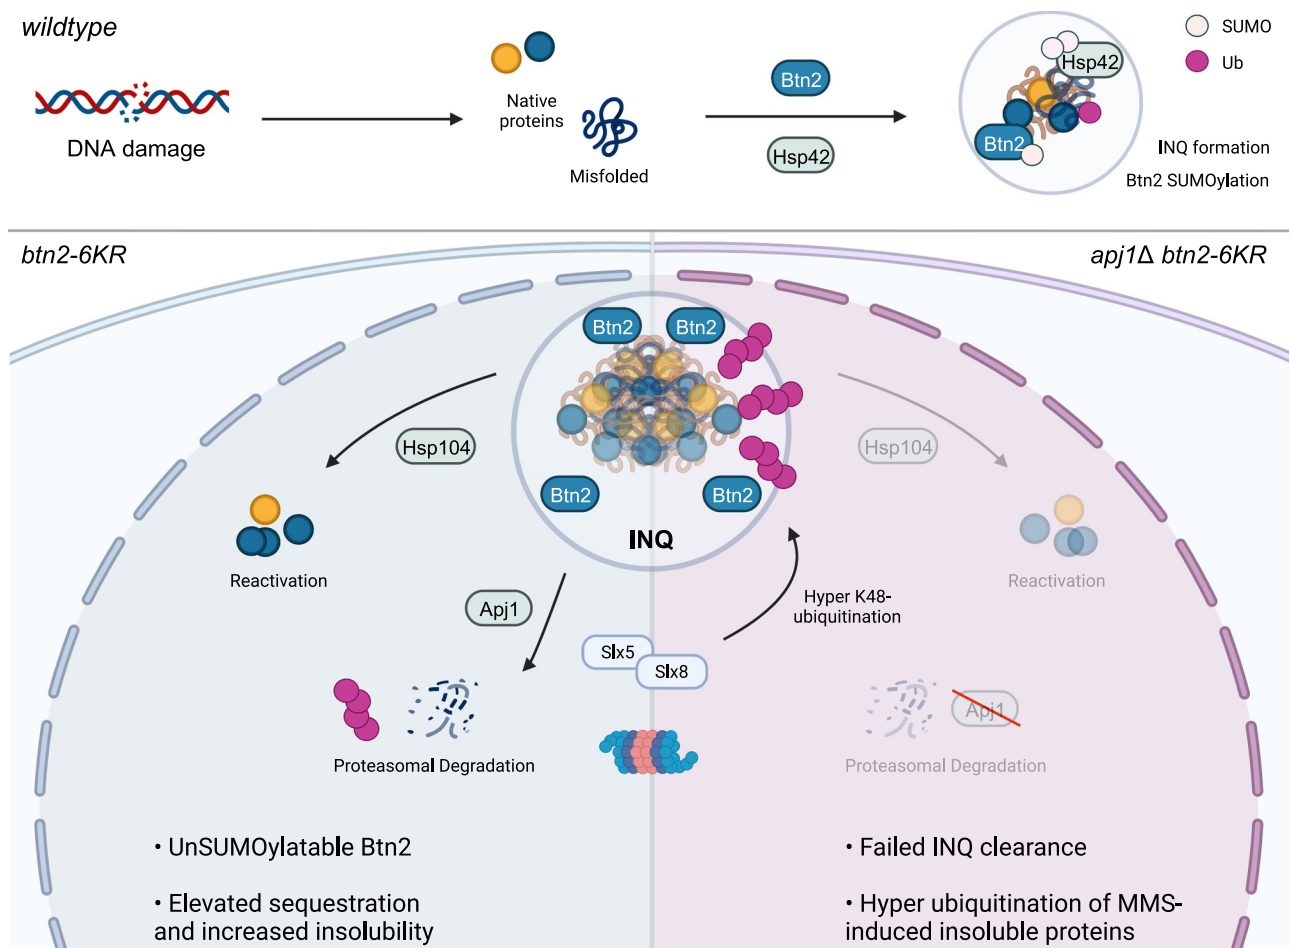 wildtype
DNA damage
Native
proteins
Misfolded
Btn2
Hsp42
Hsp42
Btn2
SUMO
Ub
INQ formation
Btn2 SUMOylation
btn2-6KR
apj1Δ btn2-6KR
Btn2
Btn2
Btn2
Btn2
INQ
Hsp104
Reactivation
Apj1
Proteasomal Degradation
Slx5
Slx8
Hyper K48-
ubiquitination
Hsp104
Reactivation
Apj1
Proteasomal Degradation
• UnSUMOylatable Btn2
• Elevated sequestration
and increased insolubility
• Failed INQ clearance
• Hyper ubiquitination of MMS-
induced insoluble proteins